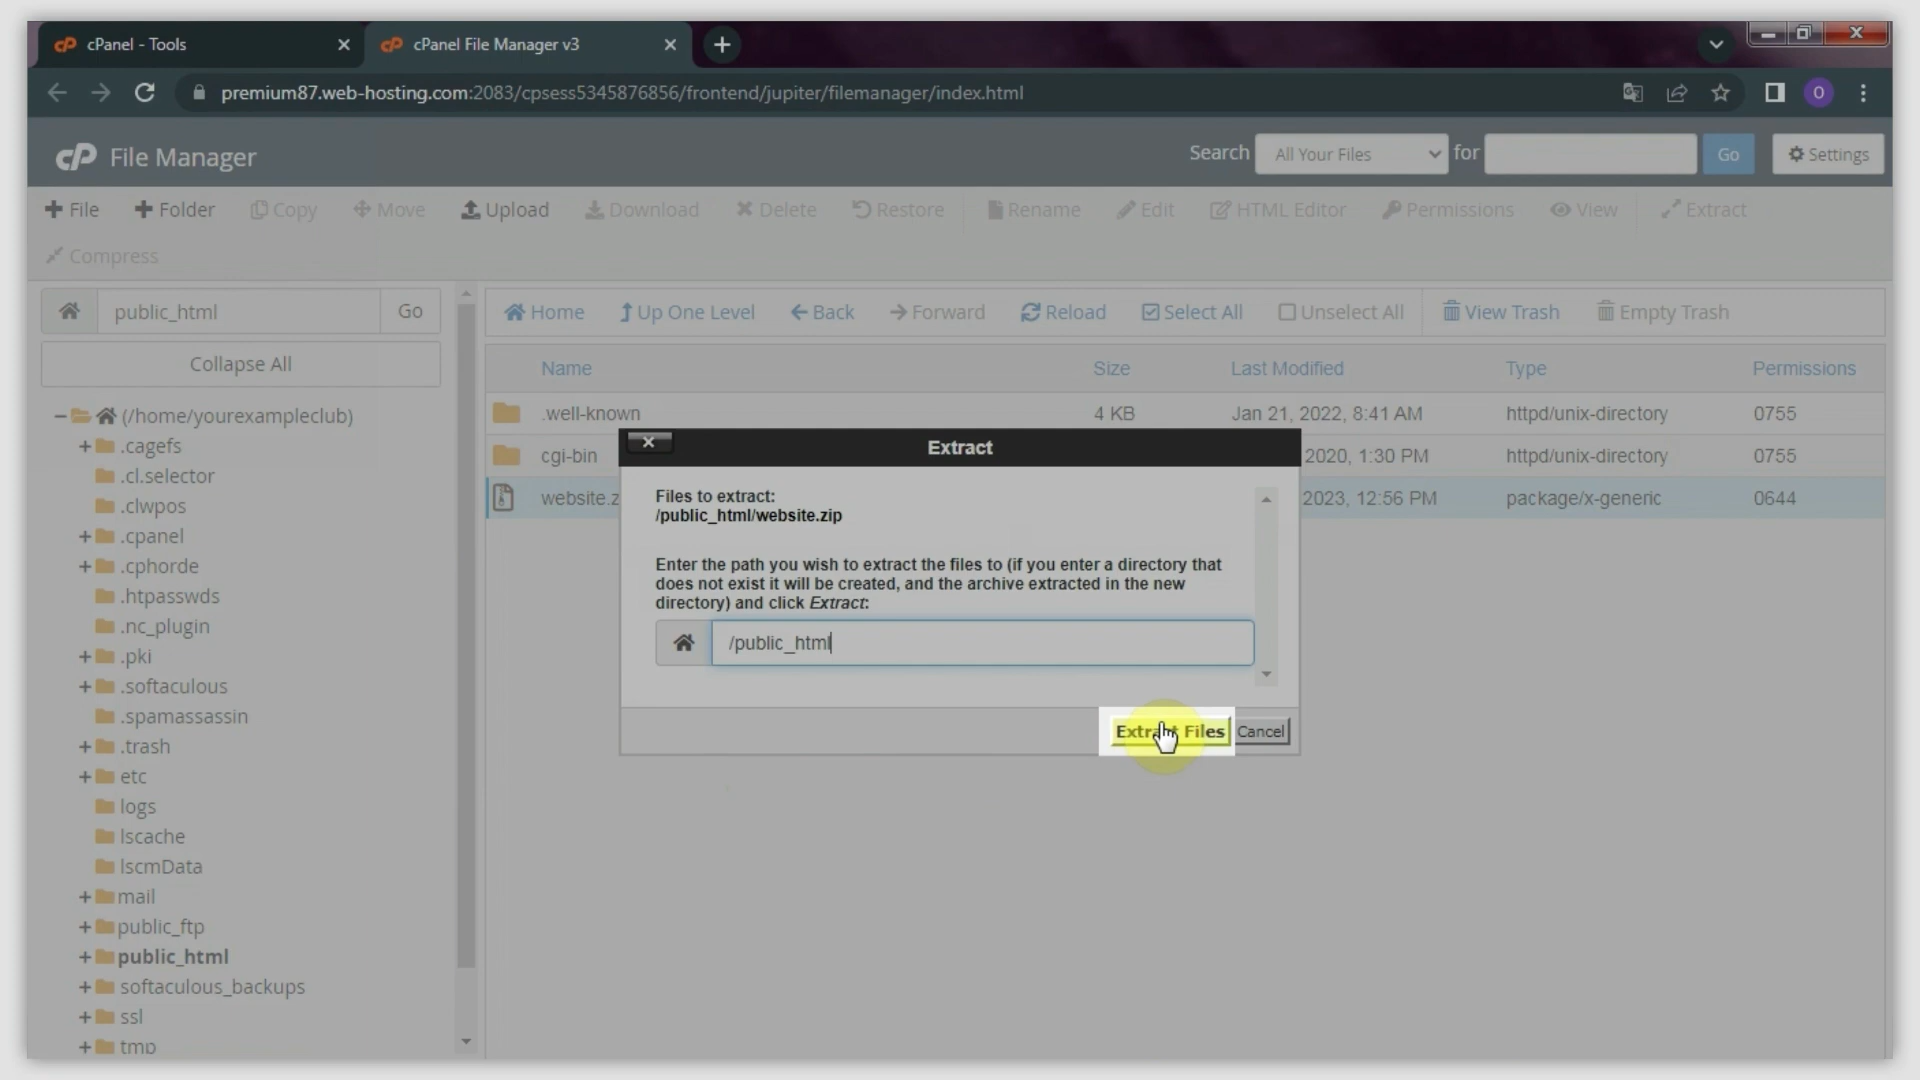 cPanel - Tools
cPanel File Manager v3
premium87.web-hosting.com:2083/cpsess5345876856/frontend/jupiter/filemanager/index.html
O
cP File Manager
Search All Your Files for Go Settings
File Folder Copy Move Upload Download Delete Restore Rename Edit HTML Editor Permissions View Extract
Compress
public_html Go
Collapse All
(/home/yourexampleclub)
.cagefs
.cl.selector
.clwpos
.cpanel
.cphorde
.htpasswds
.nc_plugin
.pki
.softaculous
.spamassassin
.trash
etc
logs
lscache
lscmData
mail
public_ftp
public_html
softaculous_backups
ssl
tmp
Home Up One Level Back Forward Reload Select All Unselect All View Trash Empty Trash
Name Size Last Modified Type Permissions
.well-known 4 KB Jan 21, 2022, 8:41 AM httpd/unix-directory 0755
cgi-bin 2020, 1:30 PM httpd/unix-directory 0755
website.z 2023, 12:56 PM package/x-generic 0644
Extract
Files to extract:
/public_html/website.zip
Enter the path you wish to extract the files to (if you enter a directory that
does not exist it will be created, and the archive extracted in the new
directory) and click Extract:
/public_html
Extract Files Cancel